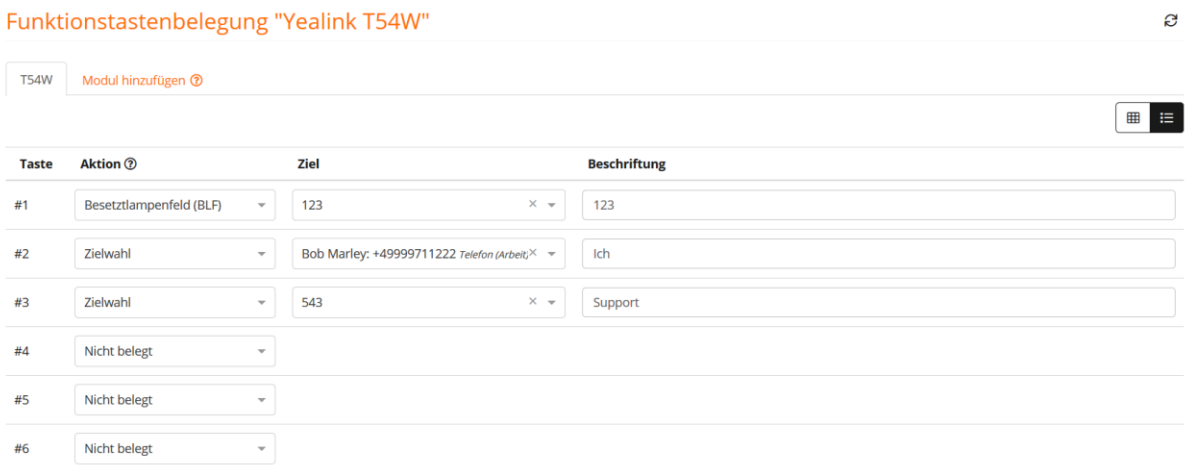 Funktionstastenbelegung "Yealink T54W"
T54W Modul hinzufügen
Taste Aktion Ziel Beschriftung
#1 Besetztlampenfeld (BLF) 123 123
#2 Zielwahl Bob Marley: +49999711222 Telefon (Arbeit) Ich
#3 Zielwahl 543 Support
#4 Nicht belegt
#5 Nicht belegt
#6 Nicht belegt